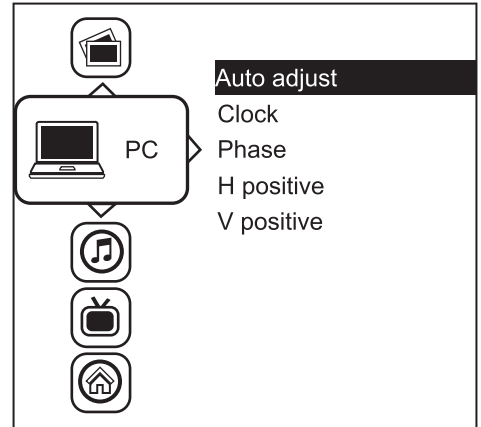 Auto adjust
Clock
PC
Phase
H positive
V positive